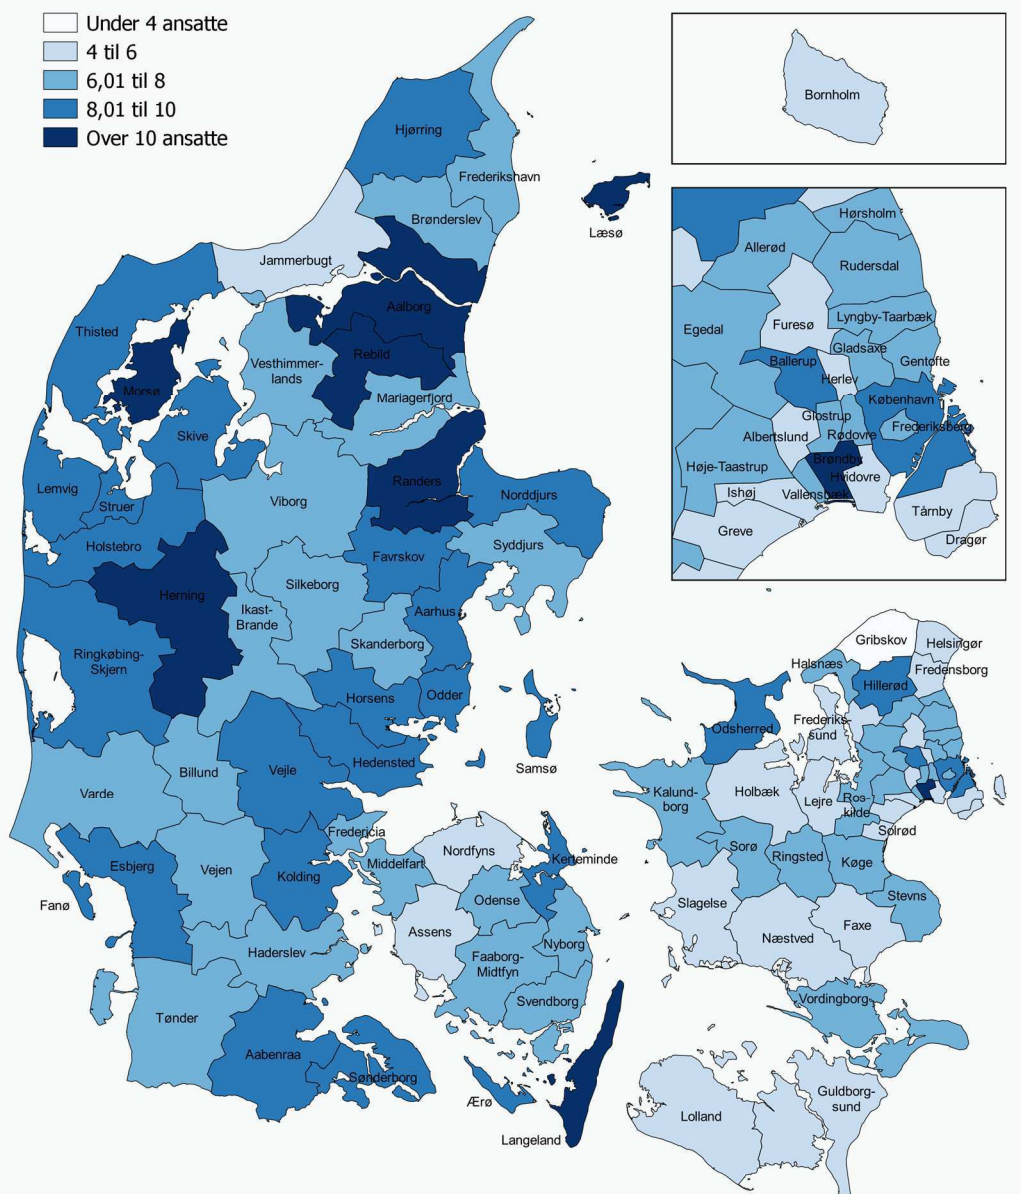 Under 4 ansatte
4 til 6
6,01 til 8
8,01 til 10
Over 10 ansatte
Bornholm
Hjørring
Frederikshavn
Brønderslev
Læsø
Jammerbugt
Aalborg
Thisted
Rebild
Vesthimmer-
lands
Morsø
Mariagerfjord
Skive
Randers
Lemvig
Struer
Viborg
Norddjurs
Holstebro
Favrskov
Syddjurs
Herning
Silkeborg
Ikast-
Brande
Aarhus
Skanderborg
Ringkøbing-
Skjern
Horsens
Odder
Hedensted
Samsø
Billund
Vejle
Varde
Fredericia
Esbjerg
Vejen
Kolding
Fanø
Haderslev
Tønder
Aabenraa
Sønderborg
Nordfyns
Middelfart
Kerteminde
Odense
Assens
Faaborg-
Midtfyn
Nyborg
Svendborg
Ærø
Langeland
Hørsholm
Allerød
Rudersdal
Egedal
Furesø
Lyngby-Taarbæk
Gladsaxe
Gentofte
Ballerup
Herlev
København
Glostrup
Frederiksberg
Albertslund
Rødovre
Brøndby
Høje-Taastrup
Hvidovre
Ishøj
Vallensbæk
Tårnby
Greve
Dragør
Gribskov
Helsingør
Halsnæs
Fredensborg
Hillerød
Odsherred
Frederiks-
sund
Kalund-
borg
Holbæk
Lejre
Ros-
kilde
Solrød
Sorø
Ringsted
Køge
Slagelse
Stevns
Næstved
Faxe
Vordingborg
Guldborg-
sund
Lolland